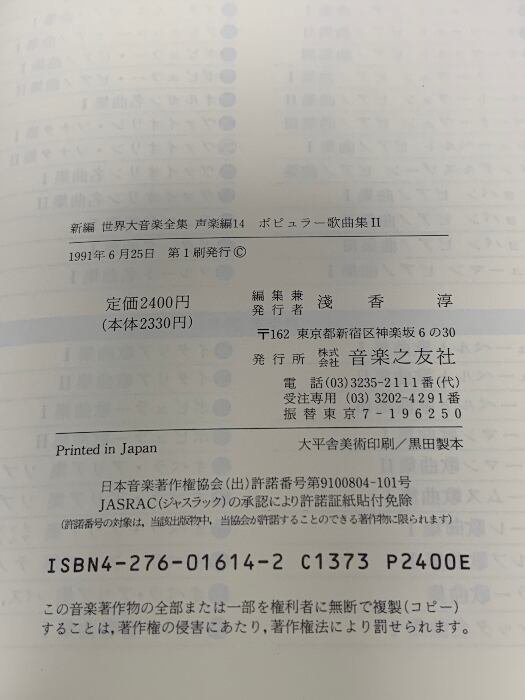 新編 世界大音楽全集 声楽編14 ポピュラー歌曲集II
1991年6月25日 第1刷発行©
定価2400円
(本体2330円)
編集兼発行者 淺香淳
〒162 東京都新宿区神楽坂6の30
発行所 株式会社 音楽之友社
電話(03)3235-2111番(代)
受注専用(03)3202-4291番
振替東京7-196250
Printed in Japan
大平舎美術印刷／黒田製本
日本音楽著作権協会(出)許諾番号第9100804-101号
JASRAC(ジャスラック)の承認により許諾証紙貼付免除
(許諾番号の対象は，当該出版物中，当協会が許諾することのできる著作物に限られます)
ISBN4-276-01614-2 C1373 P2400E
この音楽著作物の全部または一部を権利者に無断で複製(コピー)
することは，著作権の侵害にあたり，著作権法により罰せられます。